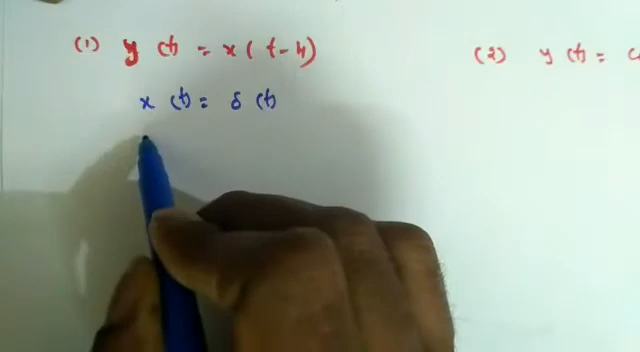 (1) y(t) = x(t-4)
(2) y(t) =
x(t) = δ(t)